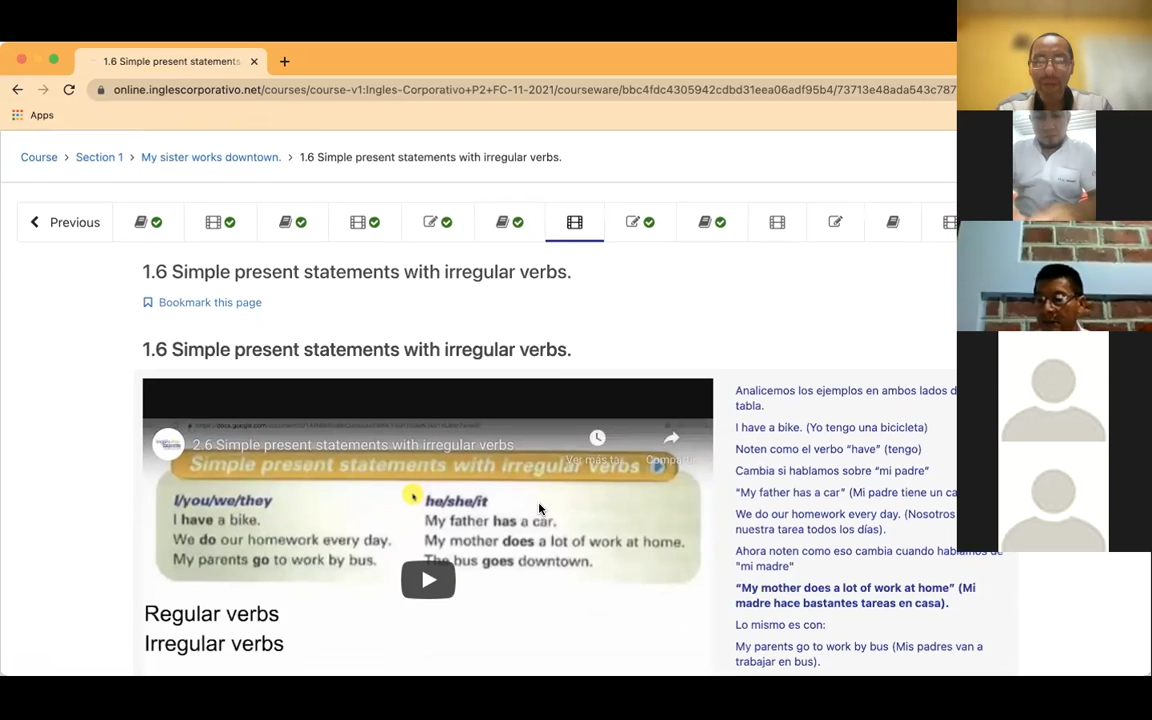 1.6 Simple present statements
online.inglescorporativo.net/courses/course-v1:Ingles-Corporativo+P2+FC-11-2021/courseware/bbc4fdc4305942cdbd31eea06adf95b4/73713e48ada543c787
Apps
Course > Section 1 > My sister works downtown. > 1.6 Simple present statements with irregular verbs.
Previous
1.6 Simple present statements with irregular verbs.
Bookmark this page
1.6 Simple present statements with irregular verbs.
2.6 Simple present statements with irregular verbs
Simple present statements with irregular verbs
I/you/we/they
I have a bike.
We do our homework every day.
My parents go to work by bus.
he/she/it
My father has a car.
My mother does a lot of work at home.
The bus goes downtown.
Regular verbs
Irregular verbs
Analicemos los ejemplos en ambos lados
tabla.
I have a bike. (Yo tengo una bicicleta)
Noten como el verbo “have” (tengo)
Cambia si hablamos sobre “mi padre”
“My father has a car” (Mi padre tiene un
We do our homework every day. (Nosotros
nuestra tarea todos los días).
Ahora noten como eso cambia cuando hablamos de
"mi madre"
“My mother does a lot of work at home” (Mi
madre hace bastantes tareas en casa).
Lo mismo es con:
My parents go to work by bus (Mis padres van a
trabajar en bus).